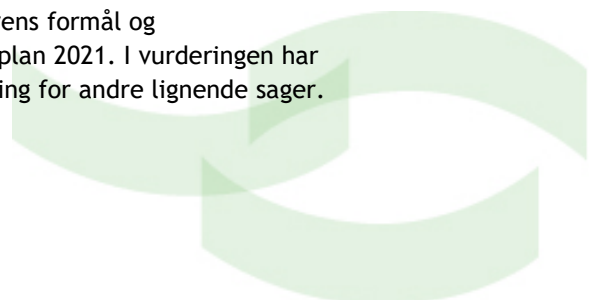 ens formål og
plan 2021. I vurderingen har
ing for andre lignende sager.